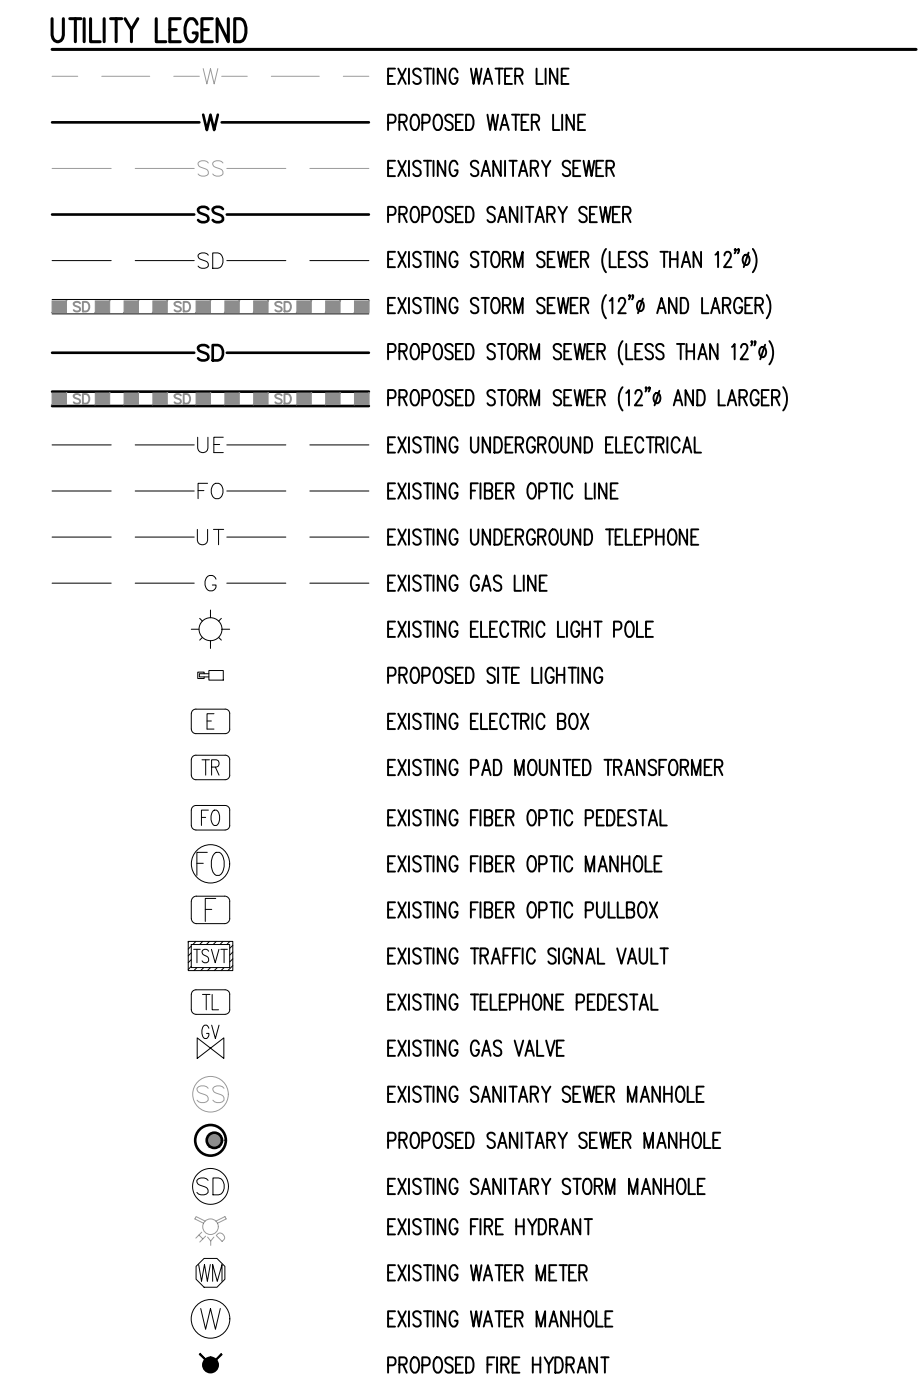 UTILITY LEGEND
W EXISTING WATER LINE
W PROPOSED WATER LINE
SS EXISTING SANITARY SEWER
SS PROPOSED SANITARY SEWER
SD EXISTING STORM SEWER (LESS THAN 12"ø)
SD SD SD EXISTING STORM SEWER (12"ø AND LARGER)
SD PROPOSED STORM SEWER (LESS THAN 12"ø)
SD SD SD PROPOSED STORM SEWER (12"ø AND LARGER)
UE EXISTING UNDERGROUND ELECTRICAL
FO EXISTING FIBER OPTIC LINE
UT EXISTING UNDERGROUND TELEPHONE
G EXISTING GAS LINE
EXISTING ELECTRIC LIGHT POLE
PROPOSED SITE LIGHTING
E EXISTING ELECTRIC BOX
TR EXISTING PAD MOUNTED TRANSFORMER
FO EXISTING FIBER OPTIC PEDESTAL
FO EXISTING FIBER OPTIC MANHOLE
F EXISTING FIBER OPTIC PULLBOX
TSVT EXISTING TRAFFIC SIGNAL VAULT
TL EXISTING TELEPHONE PEDESTAL
GV EXISTING GAS VALVE
SS EXISTING SANITARY SEWER MANHOLE
PROPOSED SANITARY SEWER MANHOLE
SD EXISTING SANITARY STORM MANHOLE
EXISTING FIRE HYDRANT
WM EXISTING WATER METER
W EXISTING WATER MANHOLE
PROPOSED FIRE HYDRANT